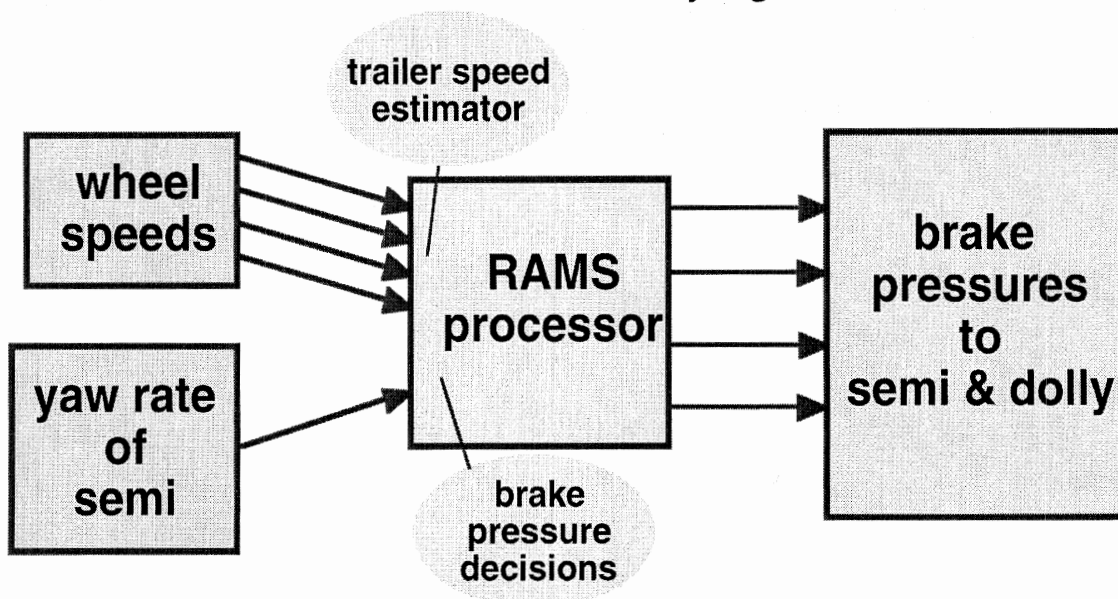 trailer speed
estimator
wheel
speeds
RAMS
processor
brake
pressures
to
semi & dolly
yaw rate
of
semi
brake
pressure
decisions